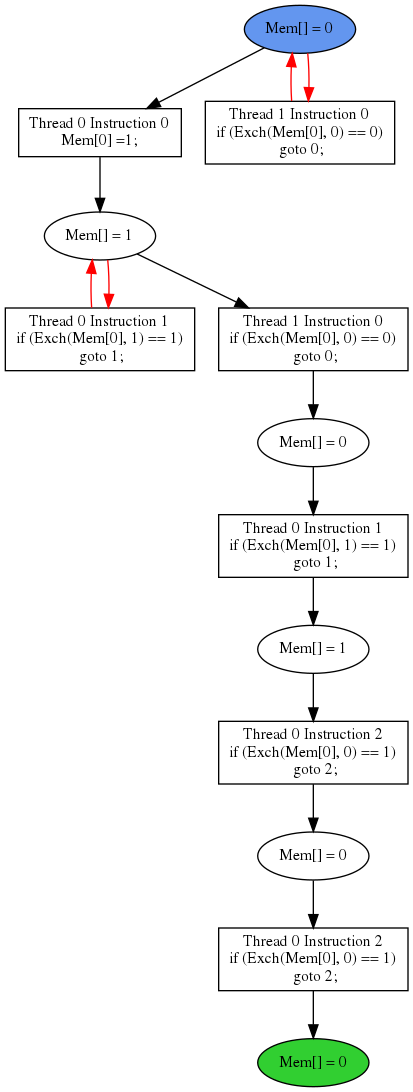 Mem[] = 0
Thread 0 Instruction 0
Mem[0] =1;
Thread 1 Instruction 0
if (Exch(Mem[0], 0) == 0)
goto 0;
Mem[] = 1
Thread 0 Instruction 1
if (Exch(Mem[0], 1) == 1)
goto 1;
Thread 1 Instruction 0
if (Exch(Mem[0], 0) == 0)
goto 0;
Mem[] = 0
Thread 0 Instruction 1
if (Exch(Mem[0], 1) == 1)
goto 1;
Mem[] = 1
Thread 0 Instruction 2
if (Exch(Mem[0], 0) == 1)
goto 2;
Mem[] = 0
Thread 0 Instruction 2
if (Exch(Mem[0], 0) == 1)
goto 2;
Mem[] = 0